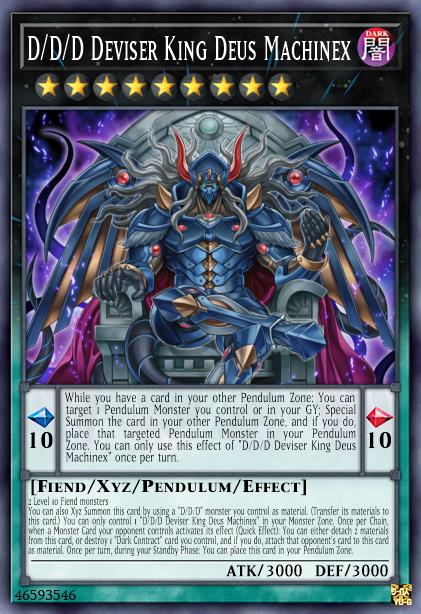 D/D/D Deviser King Deus Machinex
DARK
闇
While you have a card in your other Pendulum Zone: You can
target 1 Pendulum Monster you control or in your GY; Special
Summon the card in your other Pendulum Zone, and if you do,
place that targeted Pendulum Monster in your Pendulum
Zone. You can only use this effect of "D/D/D Deviser King Deus
Machinex" once per turn.
10
10
[Fiend/Xyz/Pendulum/Effect]
2 Level 10 Fiend monsters
You can also Xyz Summon this card by using a "D/D/D" monster you control as material. (Transfer its materials to
this card.) You can only control 1 "D/D/D Deviser King Deus Machinex" in your Monster Zone. Once per Chain,
when a Monster Card your opponent controls activates its effect (Quick Effect): You can either detach 2 materials
from this card, or destroy 1 "Dark Contract" card you control, and if you do, attach that opponent's card to this card
as material. Once per turn, during your Standby Phase: You can place this card in your Pendulum Zone.
ATK/3000 DEF/3000
46593546